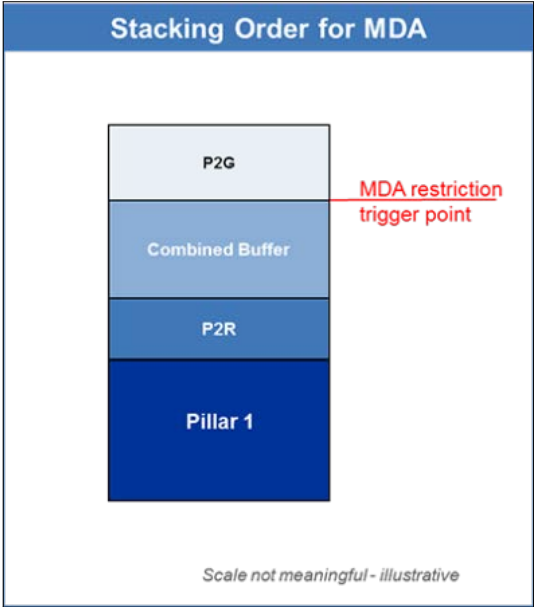 Stacking Order for MDA
P2G
MDA restriction
trigger point
Combined Buffer
P2R
Pillar 1
Scale not meaningful - illustrative